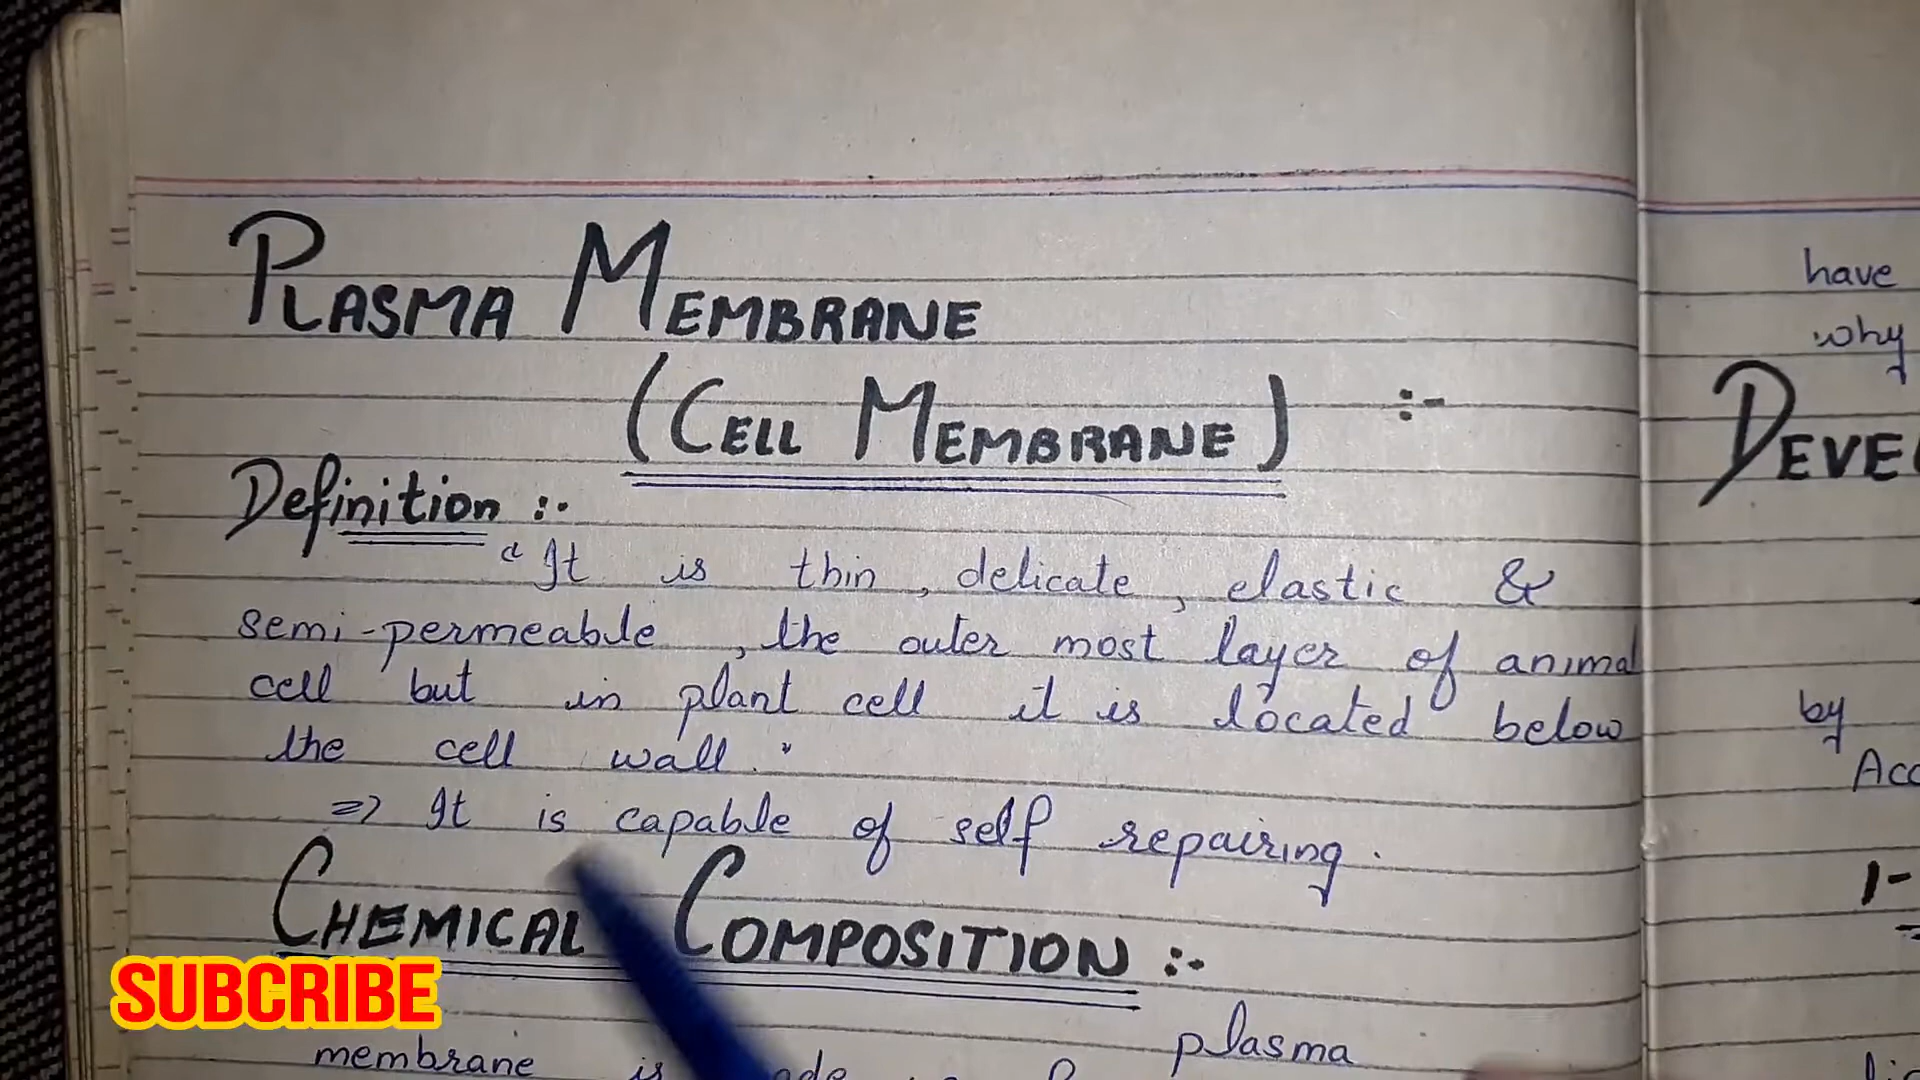 PLASMA MEMBRANE
(CELL MEMBRANE) :-
Definition :-
"It is thin, delicate, elastic &
semi-permeable, the outer most layer of animal
cell but in plant cell it is located below
the cell wall."
⇒ It is capable of self repairing.
CHEMICAL COMPOSITION :-
plasma
membrane is
have
why
DEVE
by
Acc
1-
SUBCRIBE